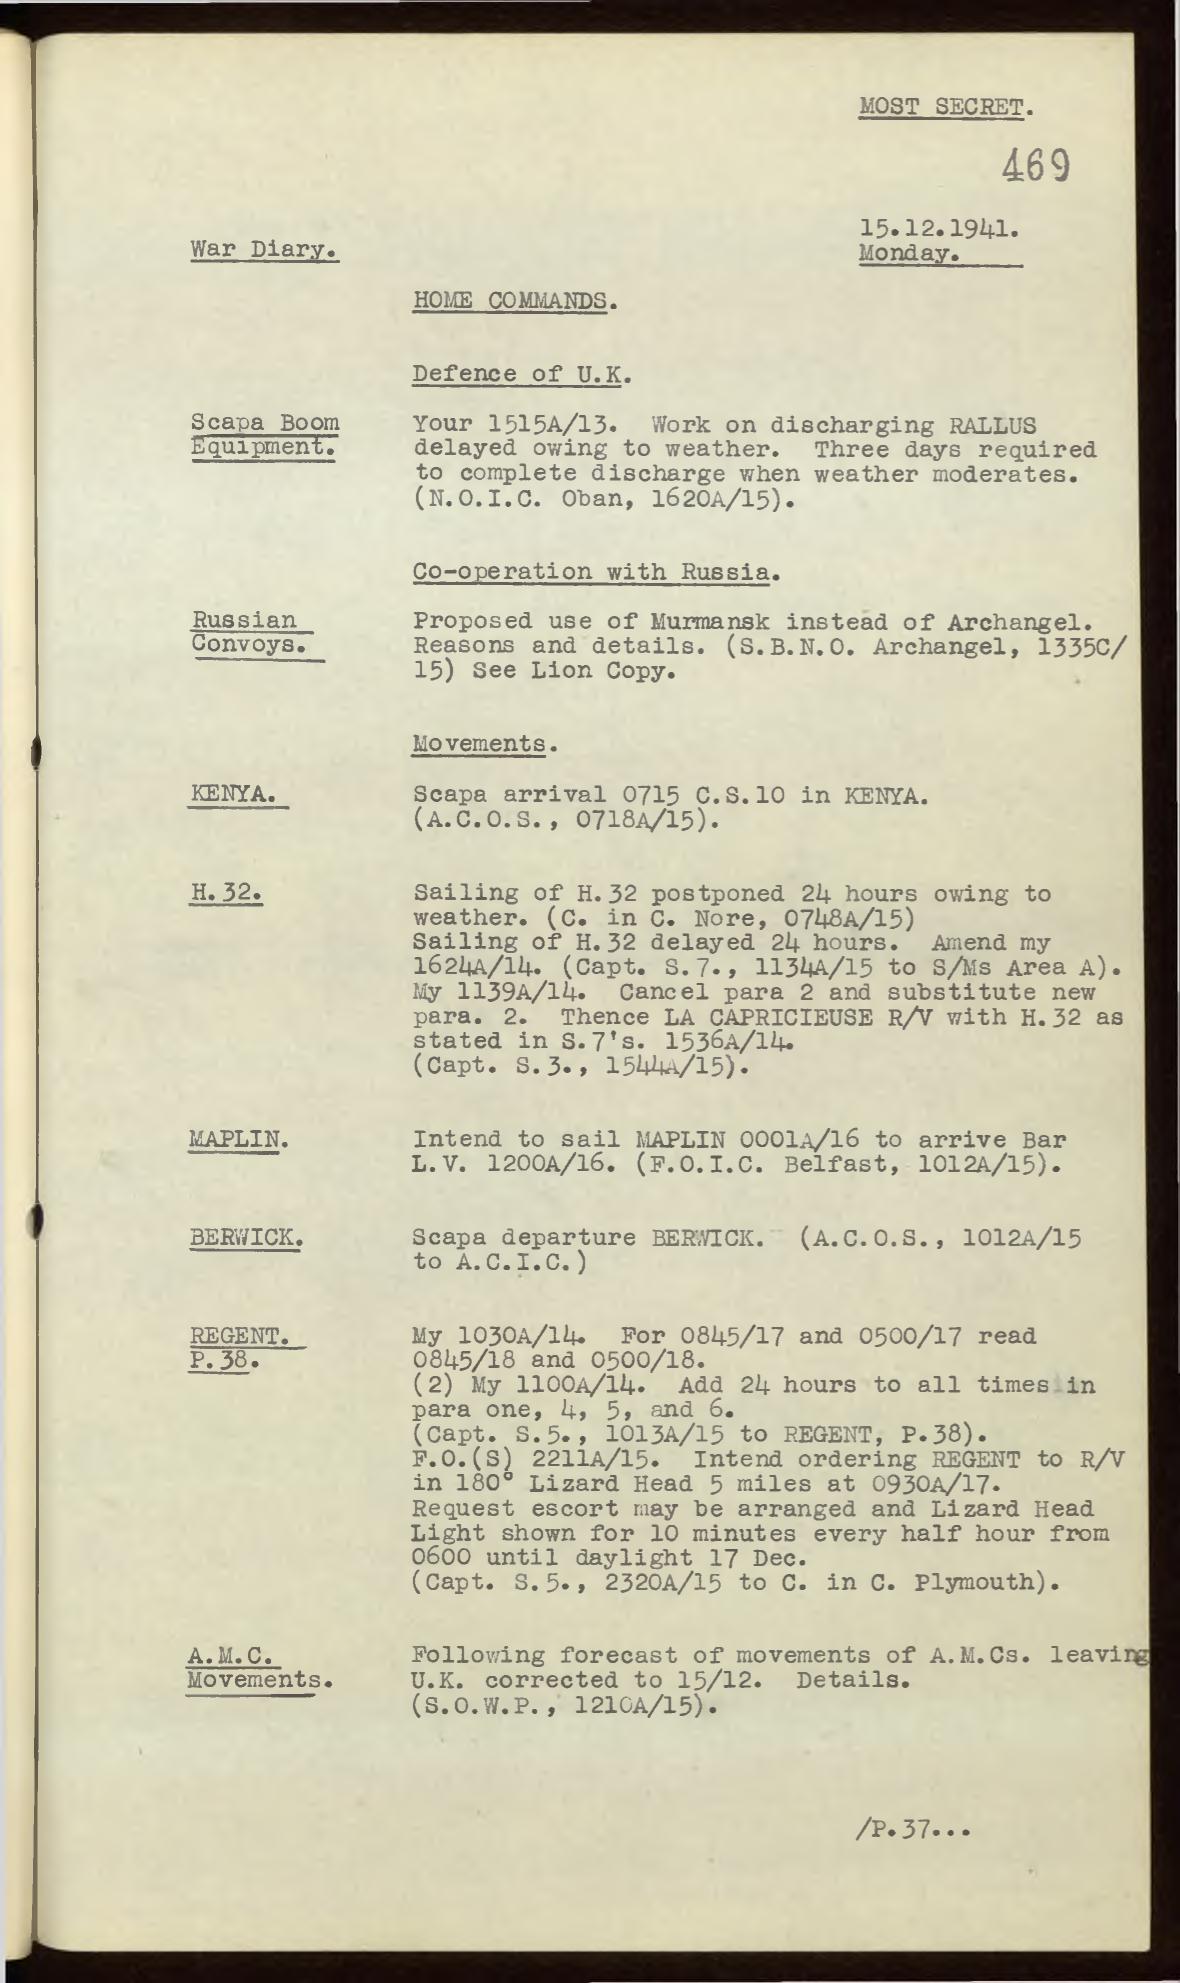 MOST SECRET.
469
15.12.1941.
War Diary.
Monday.
HOME COMMANDS.
Defence of U.K.
Scapa Boom
Equipment.
Your 1515A/13. Work on discharging RALLUS
delayed owing to weather. Three days required
to complete discharge when weather moderates.
(N.O.I.C. Oban, 1620A/15).
Co-operation with Russia.
Russian
Convoys.
Proposed use of Murmansk instead of Archangel.
Reasons and details. (S.B.N.O. Archangel, 1335C/
15) See Lion Copy.
Movements.
KENYA.
Scapa arrival 0715 C.S.10 in KENYA.
(A.C.O.S., 0718A/15).
H.32.
Sailing of H.32 postponed 24 hours owing to
weather. (C. in C. Nore, 0748A/15)
Sailing of H.32 delayed 24 hours. Amend my
1624A/14. (Capt. S.7., 1134A/15 to S/Ms Area A).
My 1139A/14. Cancel para 2 and substitute new
para. 2. Thence LA CAPRICIEUSE R/V with H.32 as
stated in S.7's. 1536A/14.
(Capt. S.3., 1544A/15).
MAPLIN.
Intend to sail MAPLIN 0001A/16 to arrive Bar
L.V. 1200A/16. (F.O.I.C. Belfast, 1012A/15).
BERWICK.
Scapa departure BERWICK. (A.C.O.S., 1012A/15
to A.C.I.C.)
REGENT.
P.38.
My 1030A/14. For 0845/17 and 0500/17 read
0845/18 and 0500/18.
(2) My 1100A/14. Add 24 hours to all times in
para one, 4, 5, and 6.
(Capt. S.5., 1013A/15 to REGENT, P.38).
F.O.(S) 2211A/15. Intend ordering REGENT to R/V
in 180° Lizard Head 5 miles at 0930A/17.
Request escort may be arranged and Lizard Head
Light shown for 10 minutes every half hour from
0600 until daylight 17 Dec.
(Capt. S.5., 2320A/15 to C. in C. Plymouth).
A.M.C.
Movements.
Following forecast of movements of A.M.Cs. leaving
U.K. corrected to 15/12. Details.
(S.O.W.P., 1210A/15).
/P.37...